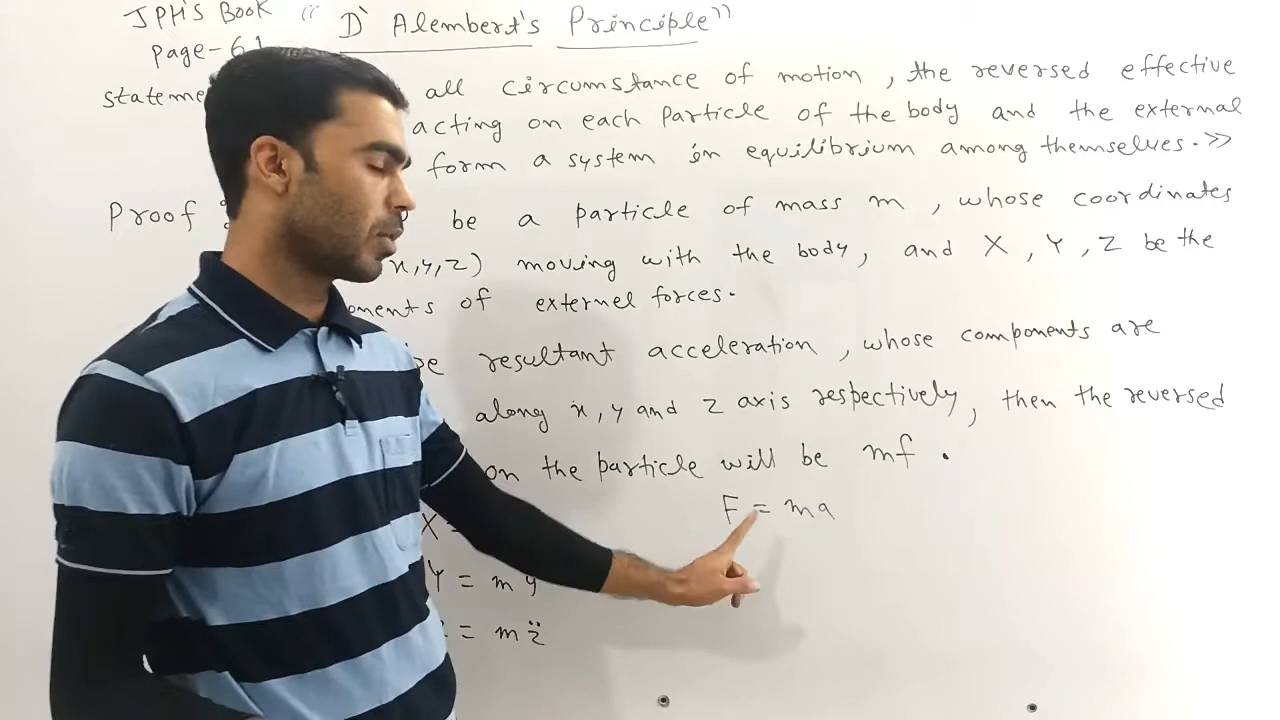 JPH'S BOOK “ D' Alembert's Principle ”
Page-61
all circumstance of motion , the reversed effective
acting on each Particle of the body and the external
form a system in equilibrium among themselves. >>
Proof be a particle of mass m , whose coordinates
x,y,z) moving with the body, and X , Y , Z be the
of externel forces.
resultant acceleration , whose components are
along x, y and z axis respectively, then the reversed
on the particle will be mf .
F = ma
X =
Y = m ÿ
= m z̈